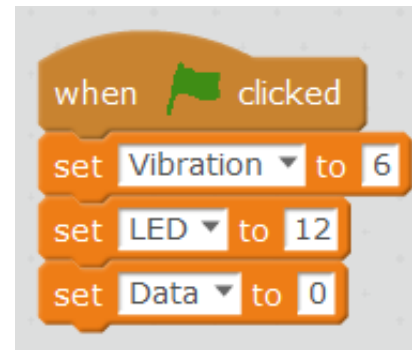 when clicked
set Vibration to 6
set LED to 12
set Data to 0